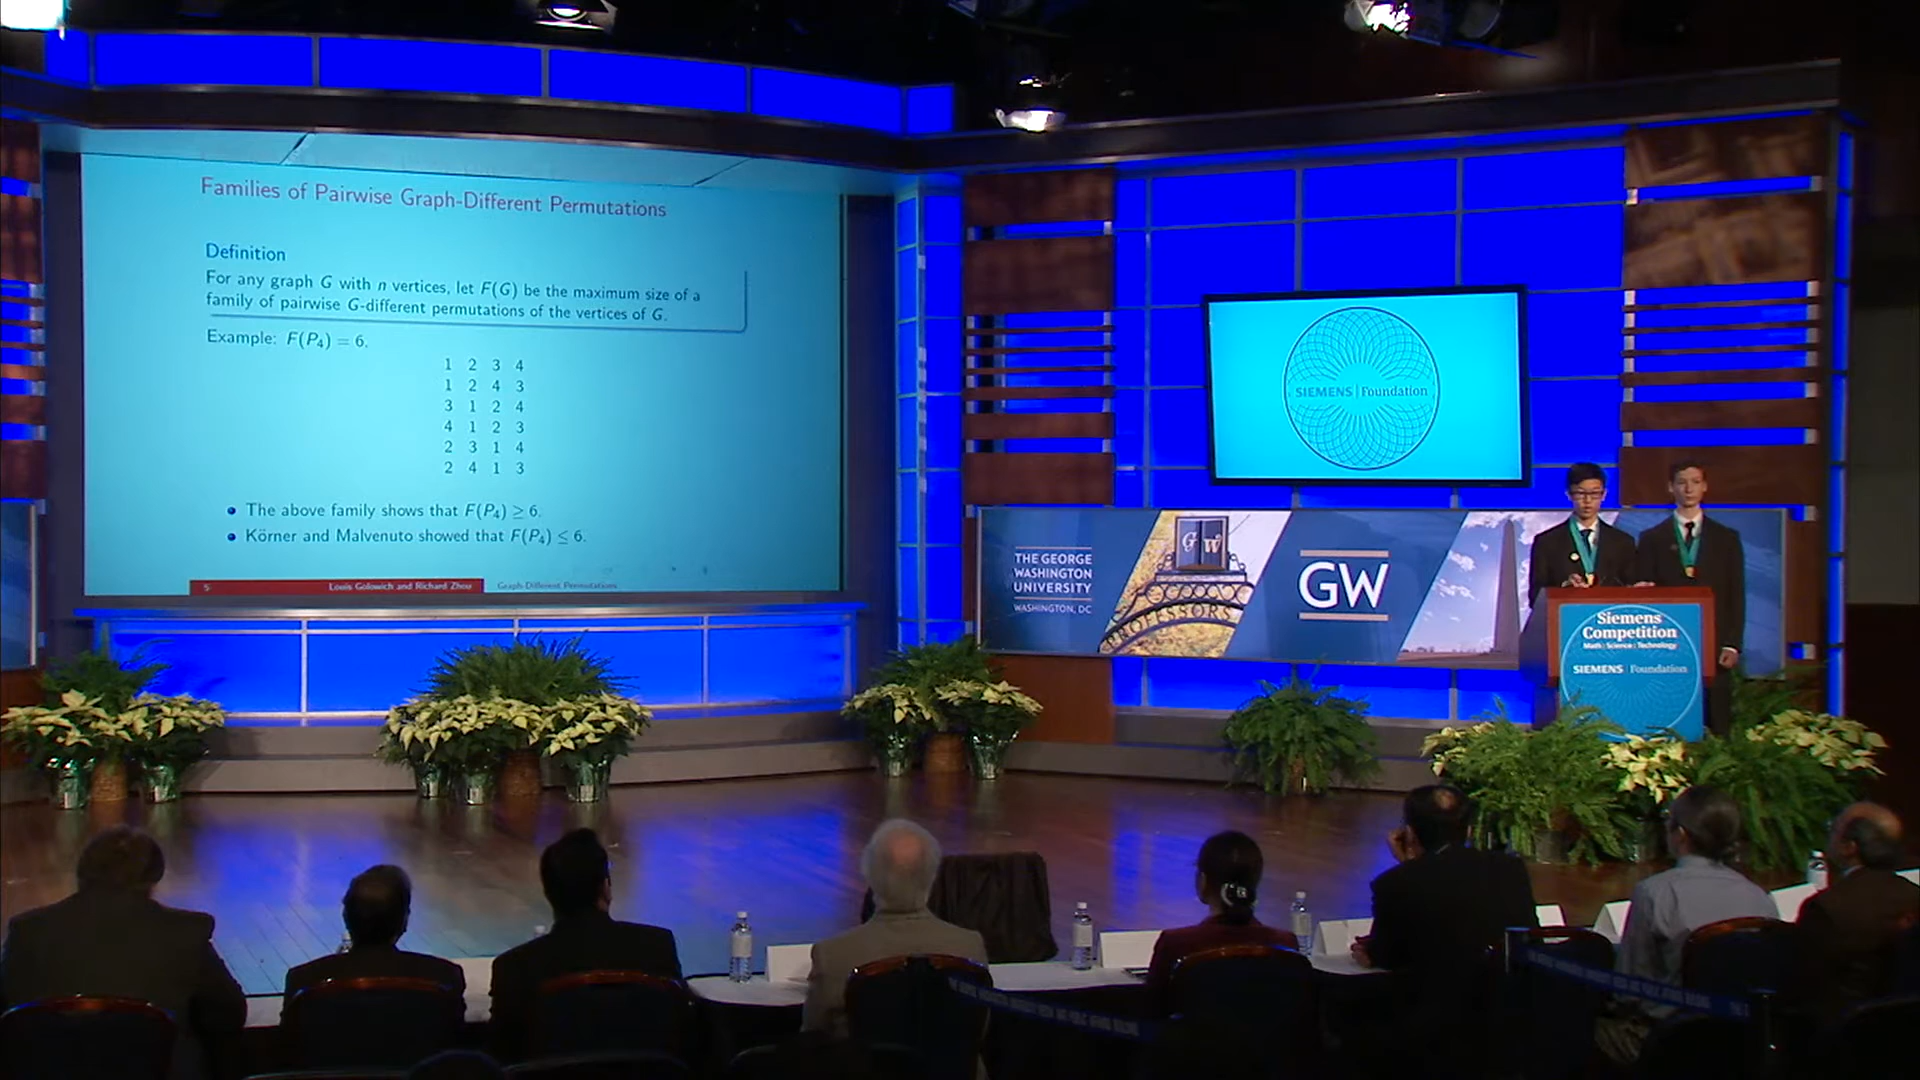 Families of Pairwise Graph-Different Permutations
Definition
For any graph G with n vertices, let F(G) be the maximum size of a
family of pairwise G-different permutations of the vertices of G.
Example: F(P₄) = 6.
1 2 3 4
1 2 4 3
3 1 2 4
4 1 2 3
2 3 1 4
2 4 1 3
• The above family shows that F(P₄) ≥ 6.
• Körner and Malvenuto showed that F(P₄) ≤ 6.
5 Louis Golowich and Richard Zhou Graph-Different Permutations
SIEMENS | Foundation
THE GEORGE
WASHINGTON
UNIVERSITY
WASHINGTON, DC
G W
PROFESSORS
GW
Siemens
Competition
Math : Science : Technology
SIEMENS | Foundation